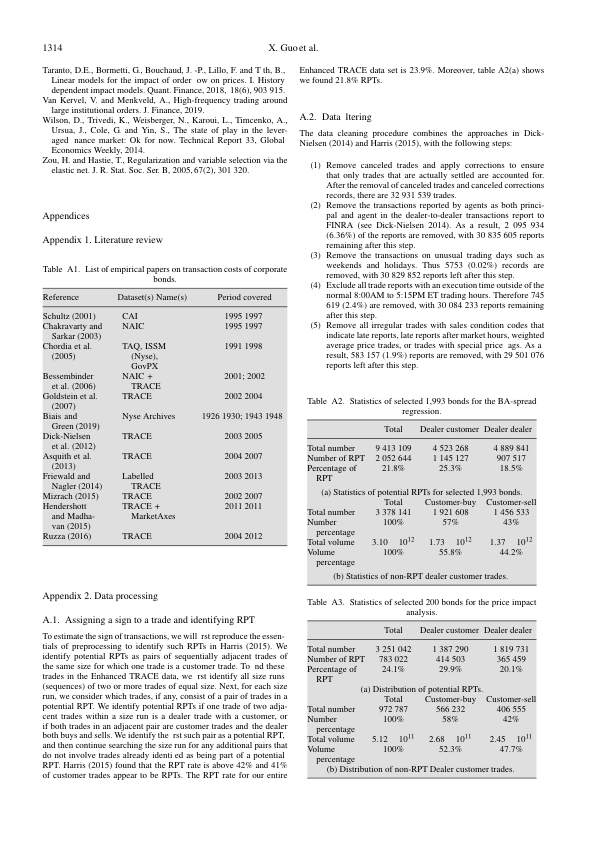 1314
X. Guo et al.
Taranto, D.E., Bormetti, G., Bouchaud, J. -P., Lillo, F. and T th, B.,
Linear models for the impact of order ow on prices. I. History
dependent impact models. Quant. Finance, 2018, 18(6), 903 915.
Van Kervel, V. and Menkveld, A., High-frequency trading around
large institutional orders. J. Finance, 2019.
Wilson, D., Trivedi, K., Weisberger, N., Karoui, L., Timcenko, A.,
Ursua, J., Cole, G. and Yin, S., The state of play in the lever-
aged nance market: Ok for now. Technical Report 33, Global
Economics Weekly, 2014.
Zou, H. and Hastie, T., Regularization and variable selection via the
elastic net. J. R. Stat. Soc. Ser. B, 2005, 67(2), 301 320.
Appendices
Appendix 1. Literature review
Table A1. List of empirical papers on transaction costs of corporate
bonds.
Reference Dataset(s) Name(s) Period covered
Schultz (2001) CAI 1995 1997
Chakravarty and NAIC 1995 1997
Sarkar (2003)
Chordia et al. TAQ, ISSM 1991 1998
(2005) (Nyse),
GovPX
Bessembinder NAIC + 2001; 2002
et al. (2006) TRACE
Goldstein et al. TRACE 2002 2004
(2007)
Biais and Nyse Archives 1926 1930; 1943 1948
Green (2019)
Dick-Nielsen TRACE 2003 2005
et al. (2012)
Asquith et al. TRACE 2004 2007
(2013)
Friewald and Labelled 2003 2013
Nagler (2014) TRACE
Mizrach (2015) TRACE 2002 2007
Hendershott TRACE + 2011 2011
and Madha- MarketAxes
van (2015)
Ruzza (2016) TRACE 2004 2012
Appendix 2. Data processing
A.1. Assigning a sign to a trade and identifying RPT
To estimate the sign of transactions, we will rst reproduce the essen-
tials of preprocessing to identify such RPTs in Harris (2015). We
identify potential RPTs as pairs of sequentially adjacent trades of
the same size for which one trade is a customer trade. To nd these
trades in the Enhanced TRACE data, we rst identify all size runs
(sequences) of two or more trades of equal size. Next, for each size
run, we consider which trades, if any, consist of a pair of trades in a
potential RPT. We identify potential RPTs if one trade of two adja-
cent trades within a size run is a dealer trade with a customer, or
if both trades in an adjacent pair are customer trades and the dealer
both buys and sells. We identify the rst such pair as a potential RPT,
and then continue searching the size run for any additional pairs that
do not involve trades already identi ed as being part of a potential
RPT. Harris (2015) found that the RPT rate is above 42% and 41%
of customer trades appear to be RPTs. The RPT rate for our entire
Enhanced TRACE data set is 23.9%. Moreover, table A2(a) shows
we found 21.8% RPTs.
A.2. Data ltering
The data cleaning procedure combines the approaches in Dick-
Nielsen (2014) and Harris (2015), with the following steps:
(1) Remove canceled trades and apply corrections to ensure
that only trades that are actually settled are accounted for.
After the removal of canceled trades and canceled corrections
records, there are 32 931 539 trades.
(2) Remove the transactions reported by agents as both princi-
pal and agent in the dealer-to-dealer transactions report to
FINRA (see Dick-Nielsen 2014). As a result, 2 095 934
(6.36%) of the reports are removed, with 30 835 605 reports
remaining after this step.
(3) Remove the transactions on unusual trading days such as
weekends and holidays. Thus 5753 (0.02%) records are
removed, with 30 829 852 reports left after this step.
(4) Exclude all trade reports with an execution time outside of the
normal 8:00AM to 5:15PM ET trading hours. Therefore 745
619 (2.4%) are removed, with 30 084 233 reports remaining
after this step.
(5) Remove all irregular trades with sales condition codes that
indicate late reports, late reports after market hours, weighted
average price trades, or trades with special price ags. As a
result, 583 157 (1.9%) reports are removed, with 29 501 076
reports left after this step.
Table A2. Statistics of selected 1,993 bonds for the BA-spread
regression.
Total Dealer customer Dealer dealer
Total number 9 413 109 4 523 268 4 889 841
Number of RPT 2 052 644 1 145 127 907 517
Percentage of 21.8% 25.3% 18.5%
RPT
(a) Statistics of potential RPTs for selected 1,993 bonds.
Total Customer-buy Customer-sell
Total number 3 378 141 1 921 608 1 456 533
Number 100% 57% 43%
percentage
Total volume 3.10 10^12 1.73 10^12 1.37 10^12
Volume 100% 55.8% 44.2%
percentage
(b) Statistics of non-RPT dealer customer trades.
Table A3. Statistics of selected 200 bonds for the price impact
analysis.
Total Dealer customer Dealer dealer
Total number 3 251 042 1 387 290 1 819 731
Number of RPT 783 022 414 503 365 459
Percentage of 24.1% 29.9% 20.1%
RPT
(a) Distribution of potential RPTs.
Total Customer-buy Customer-sell
Total number 972 787 566 232 406 555
Number 100% 58% 42%
percentage
Total volume 5.12 10^11 2.68 10^11 2.45 10^11
Volume 100% 52.3% 47.7%
percentage
(b) Distribution of non-RPT Dealer customer trades.